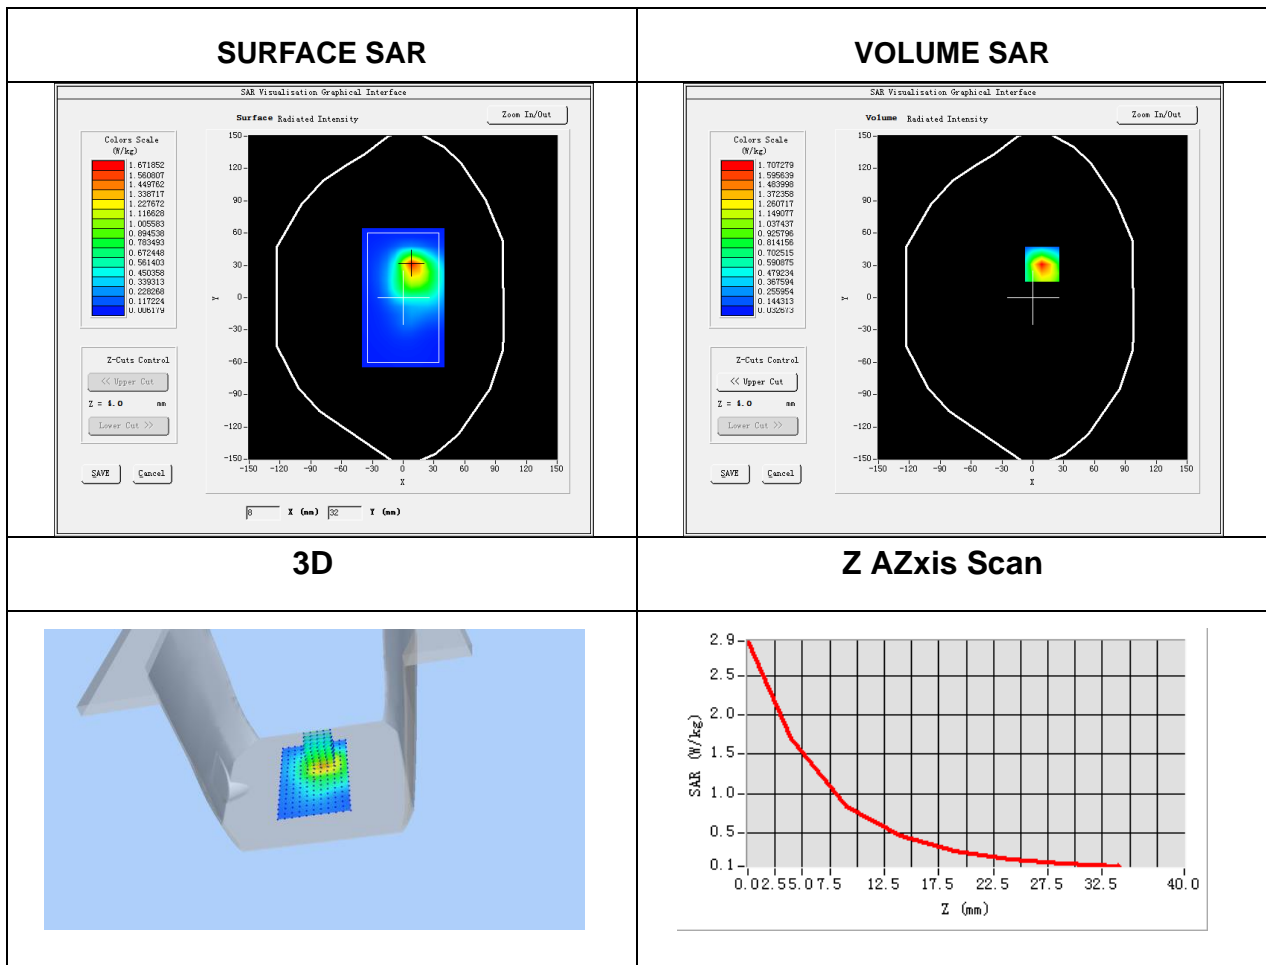 SURFACE SAR
VOLUME SAR
SAR Visualisation Graphical Interface
Surface Radiated Intensity
Zoom In/Out
Colors Scale
(W/kg)
1.671852
1.560807
1.449762
1.338717
1.227672
1.116628
1.005583
0.894538
0.783493
0.672448
0.561403
0.450358
0.339313
0.228268
0.117224
0.006179
Z-Cuts Control
<< Upper Cut
Z = 4.0 mm
Lower Cut >>
SAVE Cancel
150
120
90
60
30
0
-30
-60
-90
-120
-150
Y
-150 -120 -90 -60 -30 0 30 60 90 120 150
X
8 X (mm) 32 Y (mm)
SAR Visualisation Graphical Interface
Volume Radiated Intensity
Zoom In/Out
Colors Scale
(W/kg)
1.707279
1.595639
1.483998
1.372358
1.260717
1.149077
1.037437
0.925796
0.814156
0.702515
0.590875
0.479234
0.367594
0.255954
0.144313
0.032673
Z-Cuts Control
<< Upper Cut
Z = 4.0 mm
Lower Cut >>
SAVE Cancel
150
120
90
60
30
0
-30
-60
-90
-120
-150
Y
-150 -120 -90 -60 -30 0 30 60 90 120 150
X
3D
Z AZxis Scan
2.9
2.5
2.0
1.5
1.0
0.5
0.1
SAR (W/kg)
0.0 2.5 5.0 7.5 12.5 17.5 22.5 27.5 32.5 40.0
Z (mm)